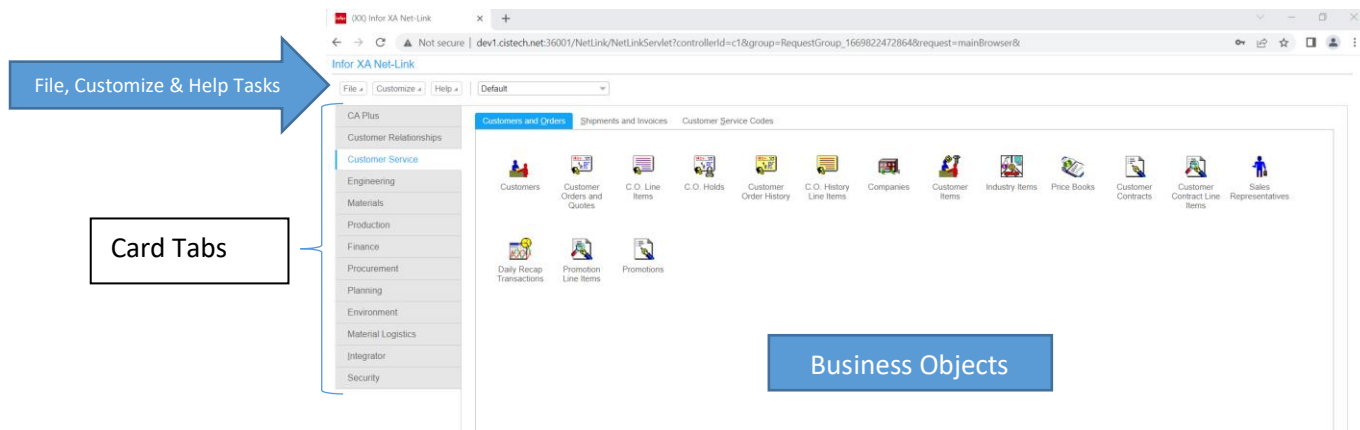 (XX) Infor XA Net-Link
Not secure | dev1.cistech.net:36001/NetLink/NetLinkServlet?controllerId=c1&group=RequestGroup_1669822472864&request=mainBrowser&
Infor XA Net-Link
File, Customize & Help Tasks
File Customize Help Default
CA Plus
Customer Relationships
Customer Service
Engineering
Materials
Production
Finance
Procurement
Planning
Environment
Material Logistics
Integrator
Security
Card Tabs
Customers and Orders Shipments and Invoices Customer Service Codes
Customers
Customer
Orders and
Quotes
C.O. Line
Items
C.O. Holds
Customer
Order History
C.O. History
Line Items
Companies
Customer
Items
Industry Items
Price Books
Customer
Contracts
Customer
Contract Line
Items
Sales
Representatives
Daily Recap
Transactions
Promotion
Line Items
Promotions
Business Objects